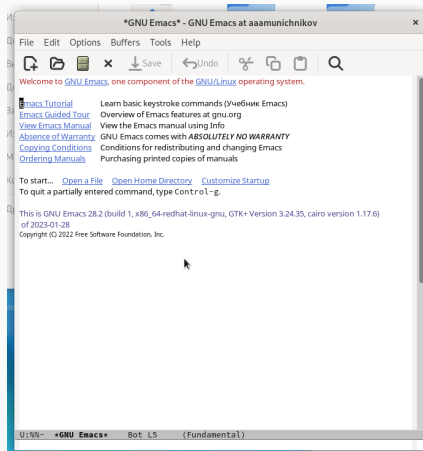 *GNU Emacs* - GNU Emacs at aaamunichnikov
File Edit Options Buffers Tools Help
Save Undo
Welcome to GNU Emacs, one component of the GNU/Linux operating system.
Emacs Tutorial Learn basic keystroke commands (Учебник Emacs)
Emacs Guided Tour Overview of Emacs features at gnu.org
View Emacs Manual View the Emacs manual using Info
Absence of Warranty GNU Emacs comes with ABSOLUTELY NO WARRANTY
Copying Conditions Conditions for redistributing and changing Emacs
Ordering Manuals Purchasing printed copies of manuals
To start... Open a File Open Home Directory Customize Startup
To quit a partially entered command, type Control-g.
This is GNU Emacs 28.2 (build 1, x86_64-redhat-linux-gnu, GTK+ Version 3.24.35, cairo version 1.17.6)
of 2023-01-28
Copyright (C) 2022 Free Software Foundation, Inc.
U:%%- *GNU Emacs* Bot L5 (Fundamental)